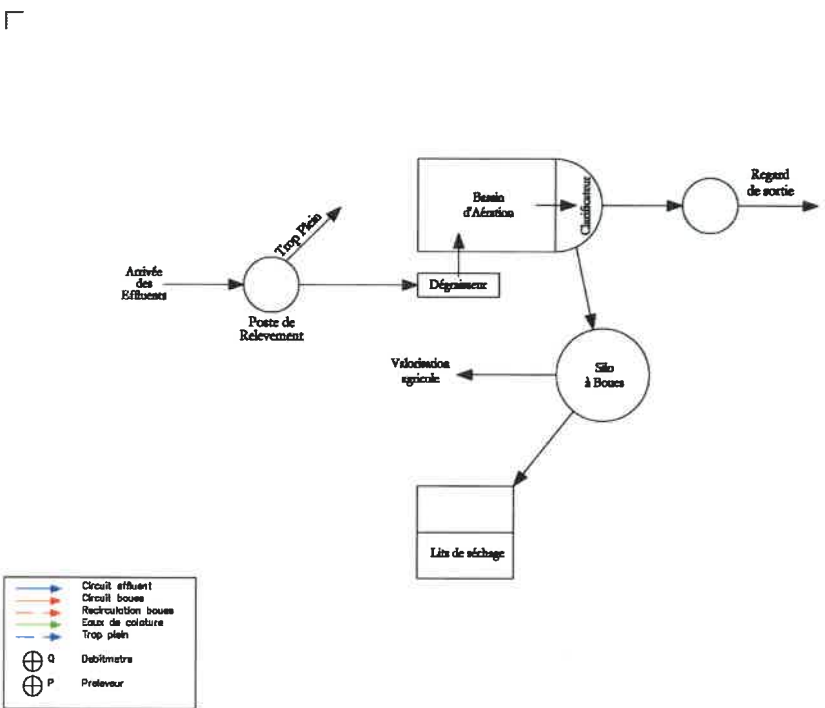 Regard
de sortie
Bassin
d'Aération
Clarificateur
Trop Plein
Arrivée
des
Effluents
Dégraisseur
Poste de
Relevement
Valorisation
agricole
Silo
à Boues
Lits de séchage
Circuit effluent
Circuit boues
Recirculation boues
Eaux de colature
Trop plein
Q Debitmetre
P Preleveur